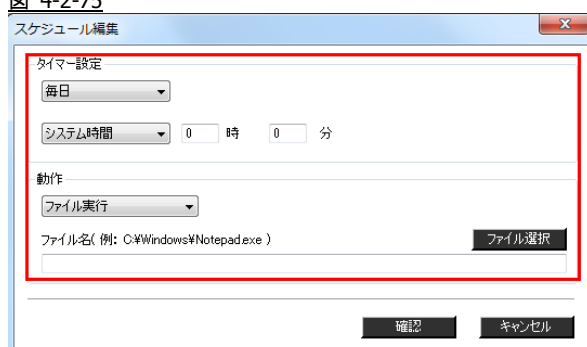 図 4-2-75
スケジュール編集
タイマー設定
毎日
システム時間 0 時 0 分
動作
ファイル実行
ファイル名( 例: C:¥Windows¥Notepad.exe ) ファイル選択
確認 キャンセル